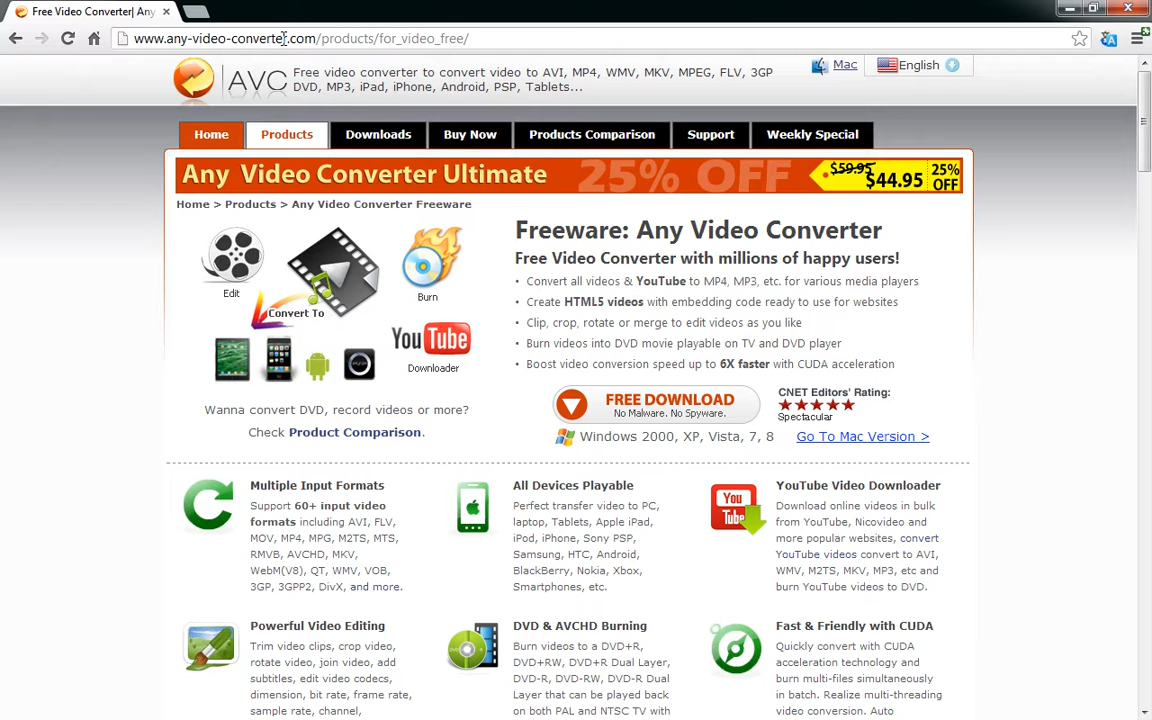 Free Video Converter| Any
www.any-video-converter.com/products/for_video_free/
AVC
Free video converter to convert video to AVI, MP4, WMV, MKV, MPEG, FLV, 3GP
DVD, MP3, iPad, iPhone, Android, PSP, Tablets...
Mac
English
Home
Products
Downloads
Buy Now
Products Comparison
Support
Weekly Special
Any Video Converter Ultimate
25% OFF
$59.95
$44.95
25%
OFF
Home > Products > Any Video Converter Freeware
Edit
Convert To
Burn
YouTube
Downloader
Wanna convert DVD, record videos or more?
Check Product Comparison.
Freeware: Any Video Converter
Free Video Converter with millions of happy users!
• Convert all videos & YouTube to MP4, MP3, etc. for various media players
• Create HTML5 videos with embedding code ready to use for websites
• Clip, crop, rotate or merge to edit videos as you like
• Burn videos into DVD movie playable on TV and DVD player
• Boost video conversion speed up to 6X faster with CUDA acceleration
FREE DOWNLOAD
No Malware. No Spyware.
CNET Editors' Rating:
Spectacular
Windows 2000, XP, Vista, 7, 8
Go To Mac Version >
Multiple Input Formats
Support 60+ input video
formats including AVI, FLV,
MOV, MP4, MPG, M2TS, MTS,
RMVB, AVCHD, MKV,
WebM(V8), QT, WMV, VOB,
3GP, 3GPP2, DivX, and more.
All Devices Playable
Perfect transfer video to PC,
laptop, Tablets, Apple iPad,
iPod, iPhone, Sony PSP,
Samsung, HTC, Android,
BlackBerry, Nokia, Xbox,
Smartphones, etc.
You
Tube
YouTube Video Downloader
Download online videos in bulk
from YouTube, Nicovideo and
more popular websites, convert
YouTube videos convert to AVI,
WMV, M2TS, MKV, MP3, etc and
burn YouTube videos to DVD.
Powerful Video Editing
Trim video clips, crop video,
rotate video, join video, add
subtitles, edit video codecs,
dimension, bit rate, frame rate,
sample rate, channel,
DVD & AVCHD Burning
Burn videos to a DVD+R,
DVD+RW, DVD+R Dual Layer,
DVD-R, DVD-RW, DVD-R Dual
Layer that can be played back
on both PAL and NTSC TV with
Fast & Friendly with CUDA
Quickly convert with CUDA
acceleration technology and
burn multi-files simultaneously
in batch. Realize multi-threading
video conversion. Auto